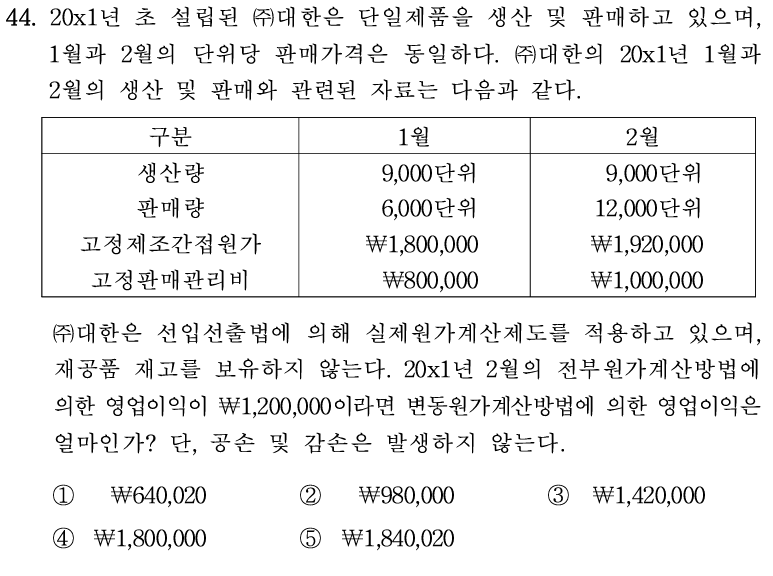 44. 20x1년 초 설립된 ㈜대한은 단일제품을 생산 및 판매하고 있으며,
1월과 2월의 단위당 판매가격은 동일하다. ㈜대한의 20x1년 1월과
2월의 생산 및 판매와 관련된 자료는 다음과 같다.
구분 1월 2월
생산량 9,000단위 9,000단위
판매량 6,000단위 12,000단위
고정제조간접원가 ₩1,800,000 ₩1,920,000
고정판매관리비 ₩800,000 ₩1,000,000
㈜대한은 선입선출법에 의해 실제원가계산제도를 적용하고 있으며,
재공품 재고를 보유하지 않는다. 20x1년 2월의 전부원가계산방법에
의한 영업이익이 ₩1,200,000이라면 변동원가계산방법에 의한 영업이익은
얼마인가? 단, 공손 및 감손은 발생하지 않는다.
① ₩640,020 ② ₩980,000 ③ ₩1,420,000
④ ₩1,800,000 ⑤ ₩1,840,020